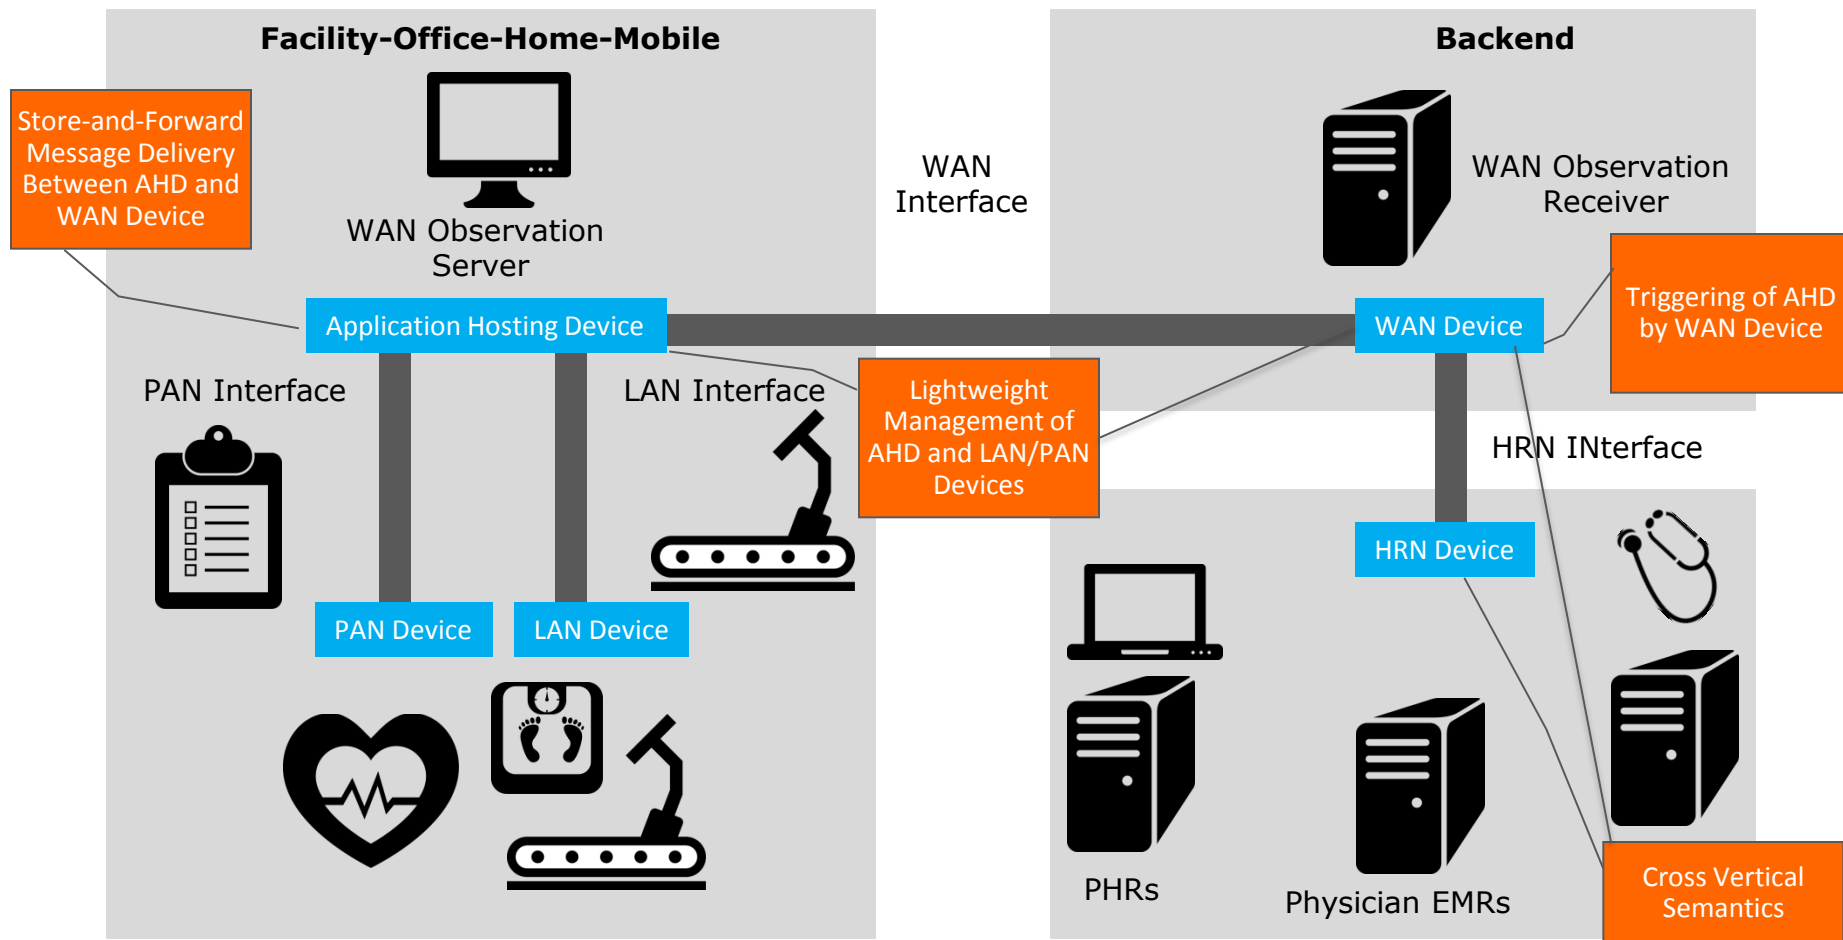 Facility-Office-Home-Mobile
Backend
Store-and-Forward
Message Delivery
Between AHD and
WAN Device
WAN Observation
Server
WAN
Interface
WAN Observation
Receiver
Triggering of AHD
by WAN Device
Application Hosting Device
WAN Device
PAN Interface
LAN Interface
Lightweight
Management of
AHD and LAN/PAN
Devices
HRN INterface
HRN Device
PAN Device
LAN Device
PHRs
Physician EMRs
Cross Vertical
Semantics